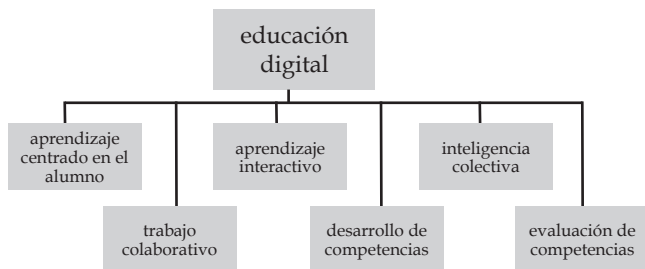 educación
digital
aprendizaje
centrado en el
alumno
aprendizaje
interactivo
inteligencia
colectiva
trabajo
colaborativo
desarrollo de
competencias
evaluación de
competencias